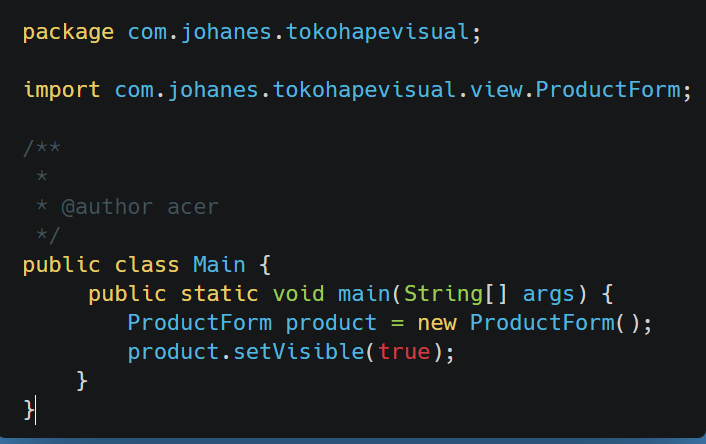 package com.johanes.tokohapevisual;
import com.johanes.tokohapevisual.view.ProductForm;
/**
 *
 * @author acer
 */
public class Main {
     public static void main(String[] args) {
        ProductForm product = new ProductForm();
        product.setVisible(true);
    }
}